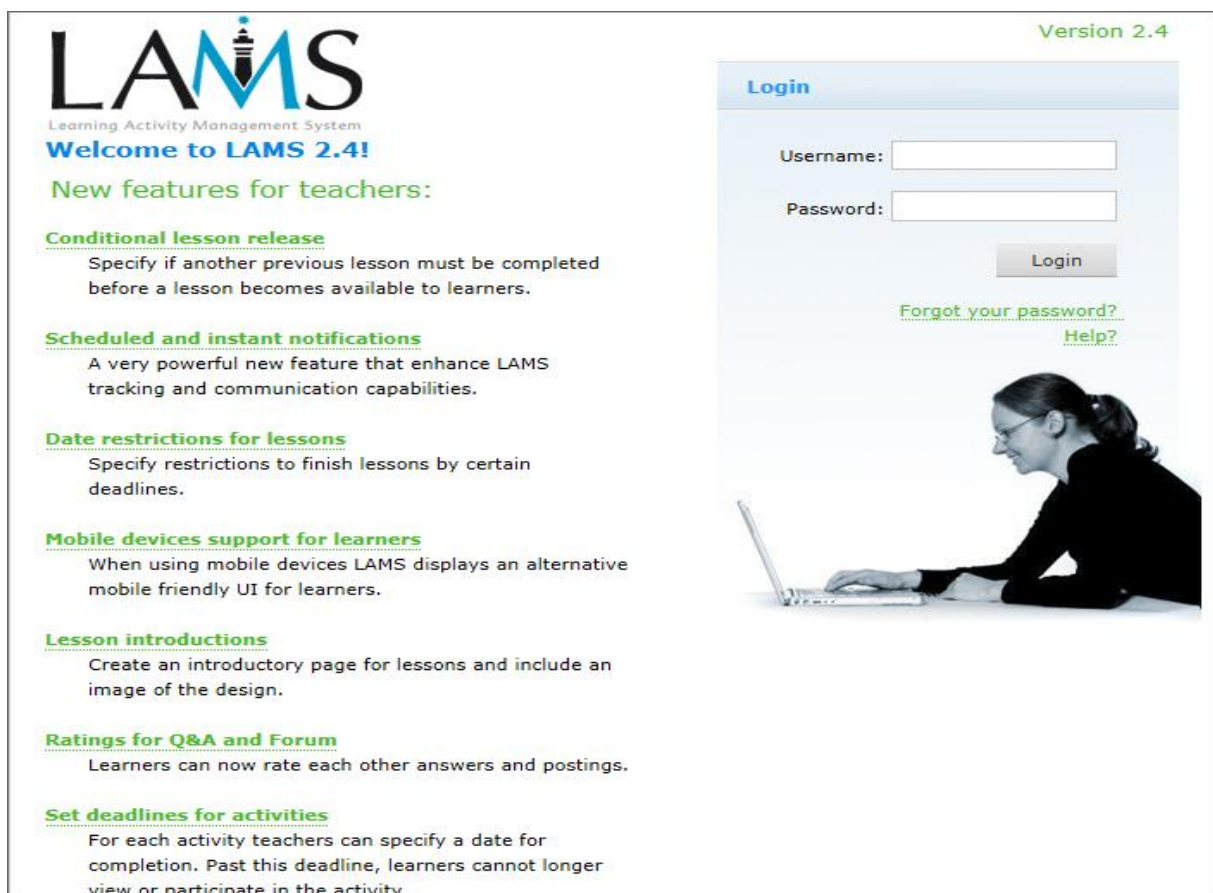 LAMS
Learning Activity Management System
Welcome to LAMS 2.4!
New features for teachers:
Conditional lesson release
Specify if another previous lesson must be completed
before a lesson becomes available to learners.
Scheduled and instant notifications
A very powerful new feature that enhance LAMS
tracking and communication capabilities.
Date restrictions for lessons
Specify restrictions to finish lessons by certain
deadlines.
Mobile devices support for learners
When using mobile devices LAMS displays an alternative
mobile friendly UI for learners.
Lesson introductions
Create an introductory page for lessons and include an
image of the design.
Ratings for Q&A and Forum
Learners can now rate each other answers and postings.
Set deadlines for activities
For each activity teachers can specify a date for
completion. Past this deadline, learners cannot longer
view or participate in the activity.
Version 2.4
Login
Username:
Password:
Login
Forgot your password?
Help?